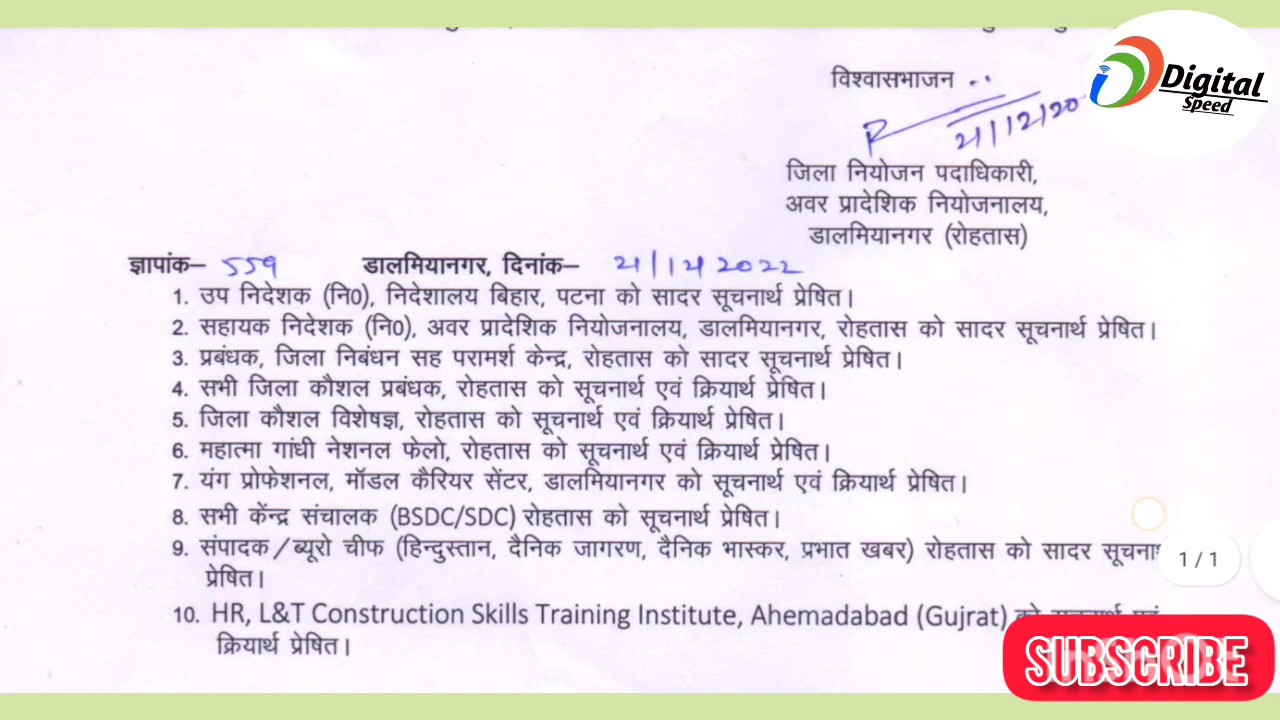 विश्वासभाजन
21/12/20
जिला नियोजन पदाधिकारी,
अवर प्रादेशिक नियोजनालय,
डालमियानगर (रोहतास)
Digital
Speed
ज्ञापांक– 559 डालमियानगर, दिनांक– 21/12/2022
1. उप निदेशक (नि0), निदेशालय बिहार, पटना को सादर सूचनार्थ प्रेषित।
2. सहायक निदेशक (नि0), अवर प्रादेशिक नियोजनालय, डालमियानगर, रोहतास को सादर सूचनार्थ प्रेषित।
3. प्रबंधक, जिला निबंधन सह परामर्श केन्द्र, रोहतास को सादर सूचनार्थ प्रेषित।
4. सभी जिला कौशल प्रबंधक, रोहतास को सूचनार्थ एवं क्रियार्थ प्रेषित।
5. जिला कौशल विशेषज्ञ, रोहतास को सूचनार्थ एवं क्रियार्थ प्रेषित।
6. महात्मा गांधी नेशनल फेलो, रोहतास को सूचनार्थ एवं क्रियार्थ प्रेषित।
7. यंग प्रोफेशनल, मॉडल कैरियर सेंटर, डालमियानगर को सूचनार्थ एवं क्रियार्थ प्रेषित।
8. सभी केंन्द्र संचालक (BSDC/SDC) रोहतास को सूचनार्थ प्रेषित।
9. संपादक/ब्यूरो चीफ (हिन्दुस्तान, दैनिक जागरण, दैनिक भास्कर, प्रभात खबर) रोहतास को सादर सूचनार्थ
प्रेषित।
1 / 1
10. HR, L&T Construction Skills Training Institute, Ahemadabad (Gujrat) को
क्रियार्थ प्रेषित।
SUBSCRIBE